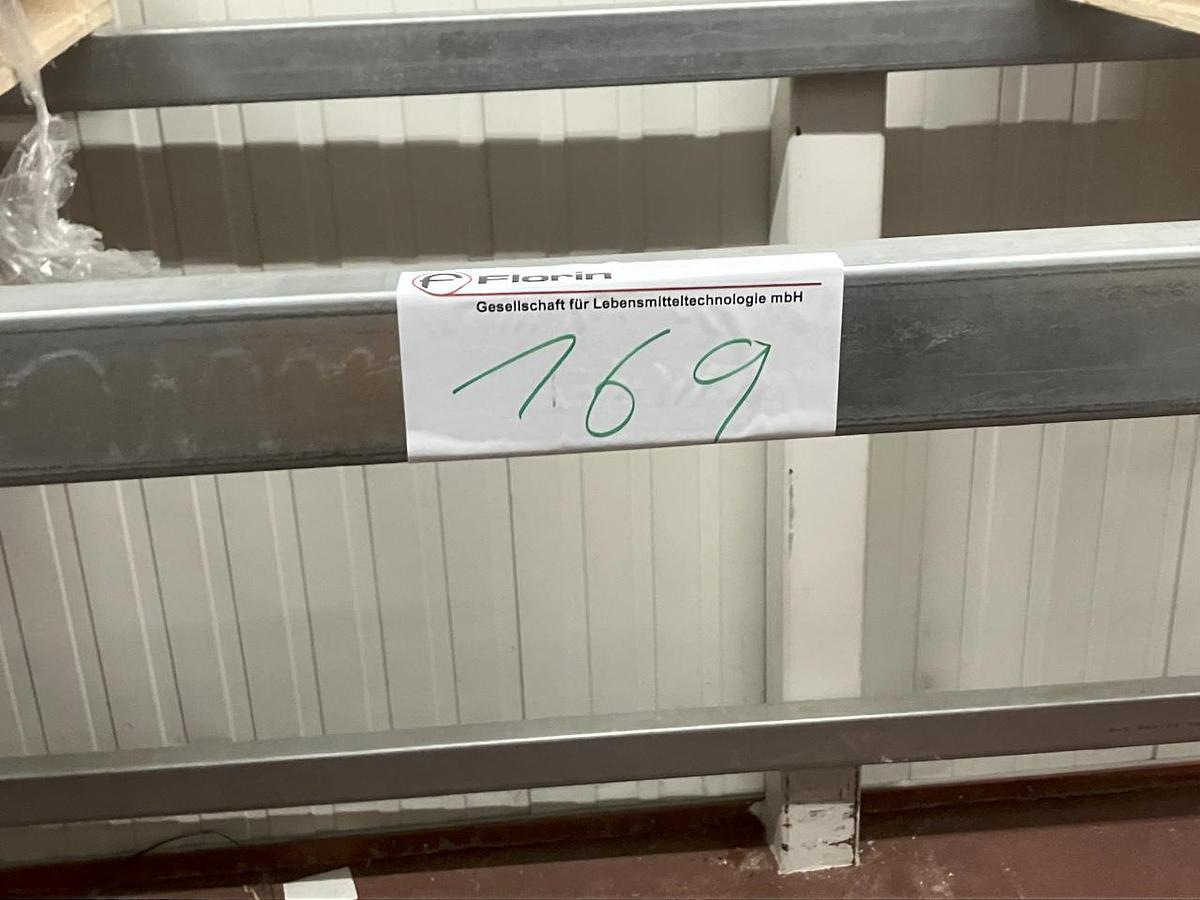 Florin
Gesellschaft für Lebensmitteltechnologie mbH
169